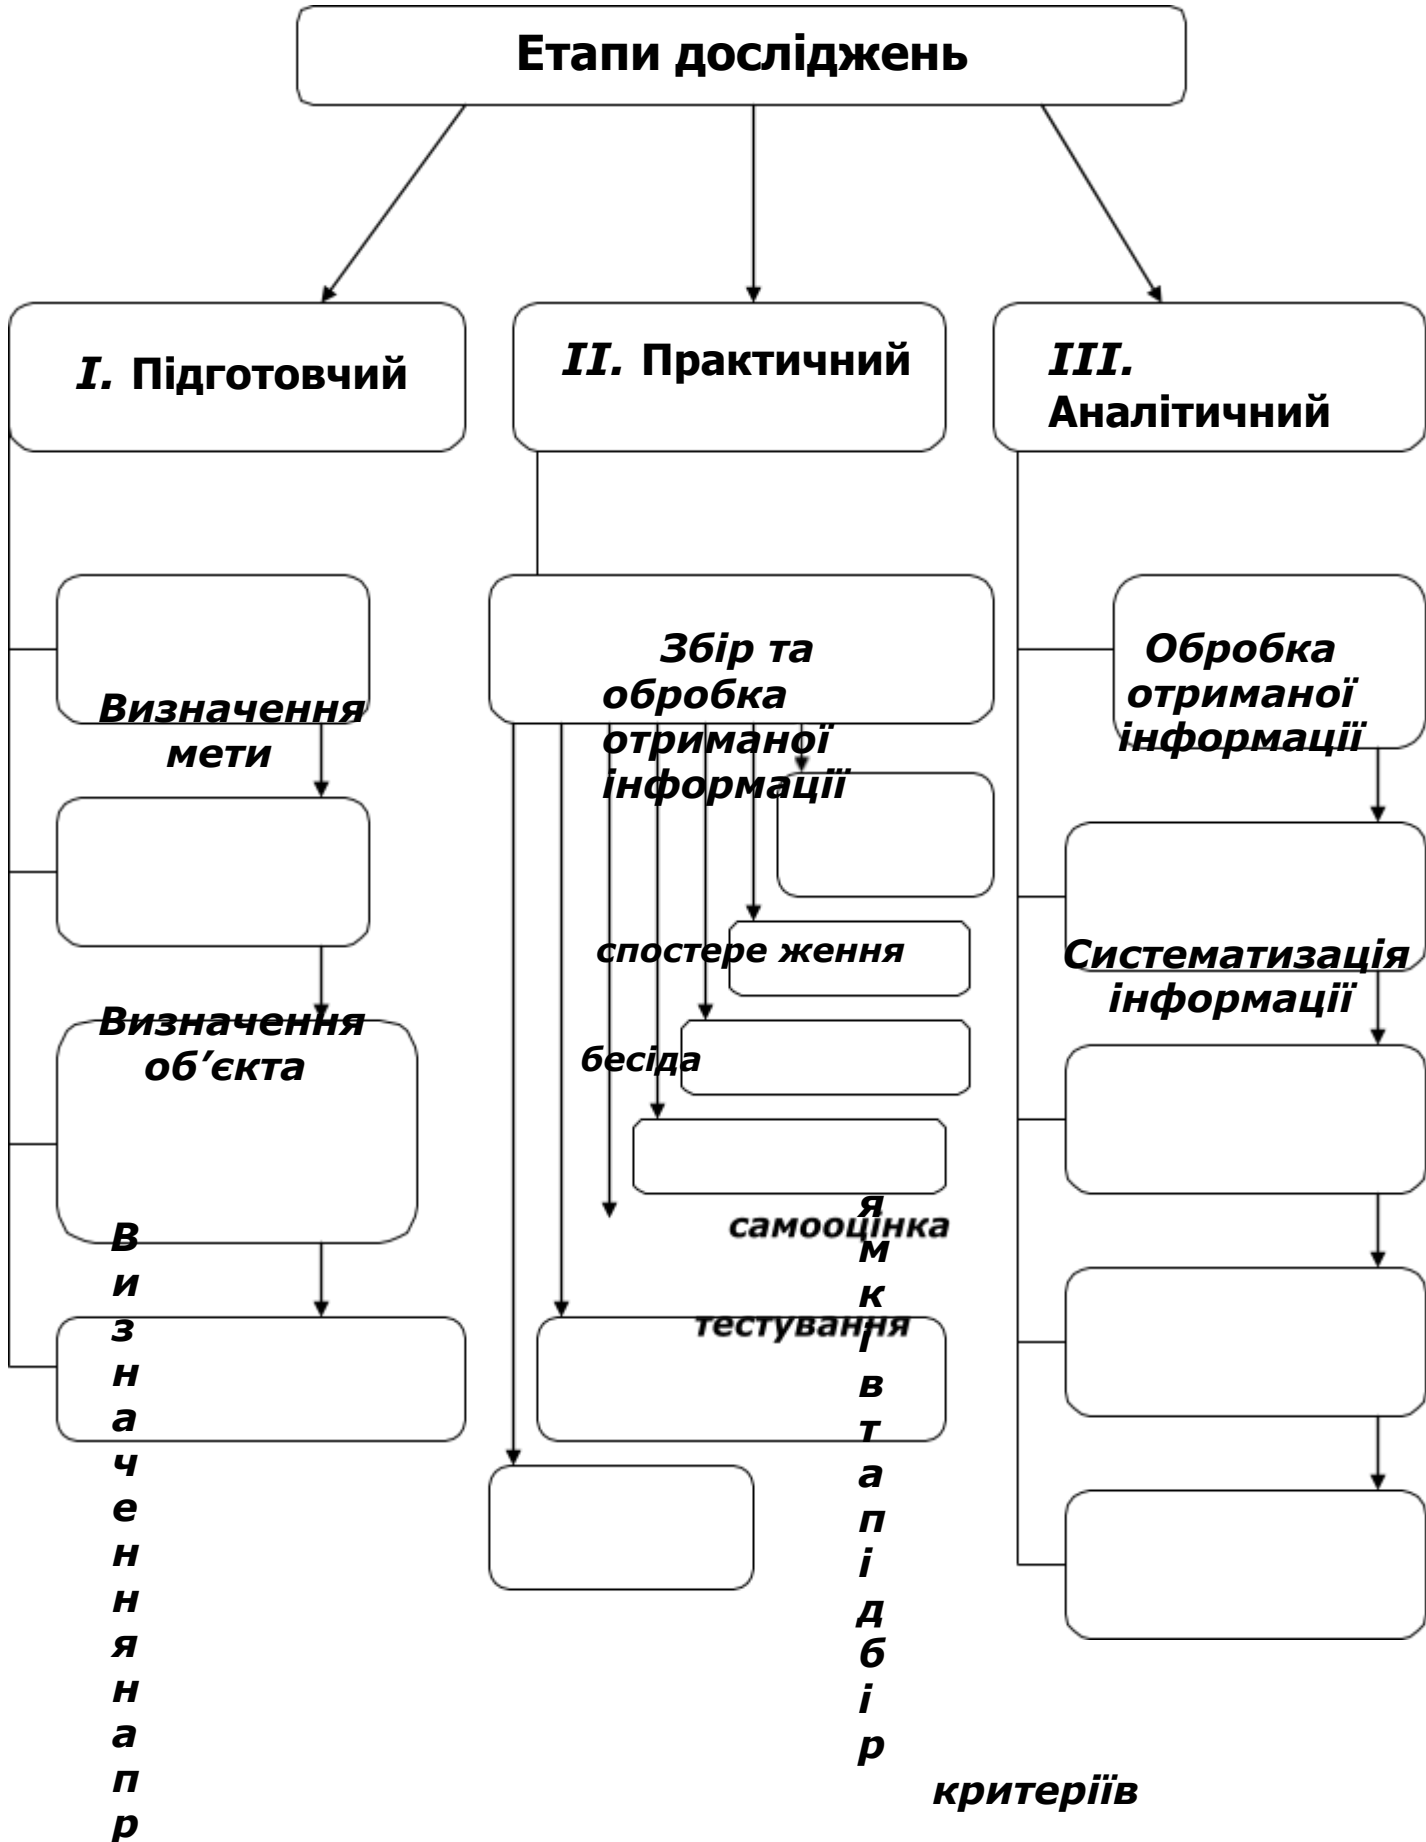 Етапи досліджень
I. Підготовчий
II. Практичний
III.
Аналітичний
Визначення
мети
Визначення
об’єкта
В
и
з
н
а
ч
е
н
н
я
н
а
п
р
Збір та
обробка
отриманої
інформації
спостере ження
бесіда
самооцінка
тестування
я
м
к
і
в
т
а
п
і
д
б
і
р
критеріїв
Обробка
отриманої
інформації
Систематизація
інформації